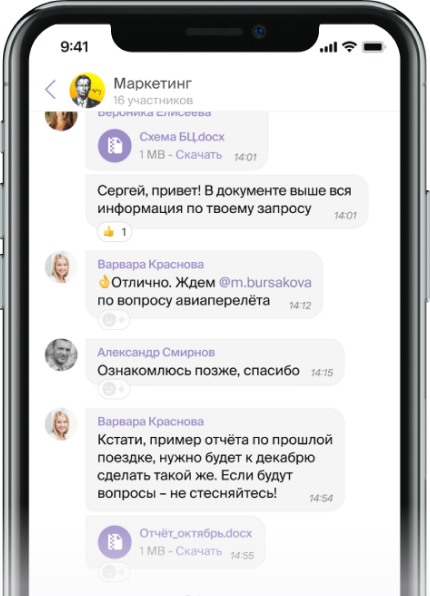 9:41
Маркетинг
16 участников
Вероника Елисеева
Схема БЦ.docx
1 MB - Скачать 14:01
Сергей, привет! В документе выше вся
информация по твоему запросу 14:01
👍 1
Варвара Краснова
👌Отлично. Ждем @m.bursakova
по вопросу авиаперелёта 14:12
Александр Смирнов
Ознакомлюсь позже, спасибо 14:15
Варвара Краснова
Кстати, пример отчёта по прошлой
поездке, нужно будет к декабрю
сделать такой же. Если будут
вопросы – не стесняйтесь! 14:54
Отчёт_октябрь.docx
1 MB - Скачать 14:55